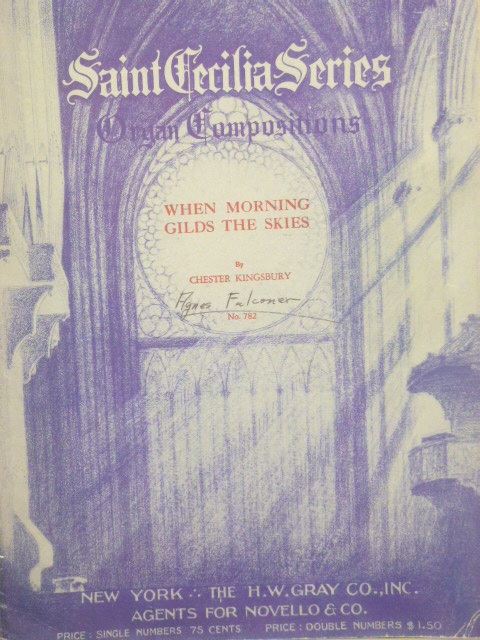 Saint Cecilia Series
Organ Compositions
WHEN MORNING
GILDS THE SKIES
By
CHESTER KINGSBURY
Agnes Falconer
No. 782
NEW YORK ∴ THE H.W. GRAY CO., INC.
AGENTS FOR NOVELLO & CO.
PRICE : SINGLE NUMBERS 75 CENTS PRICE : DOUBLE NUMBERS $1.50